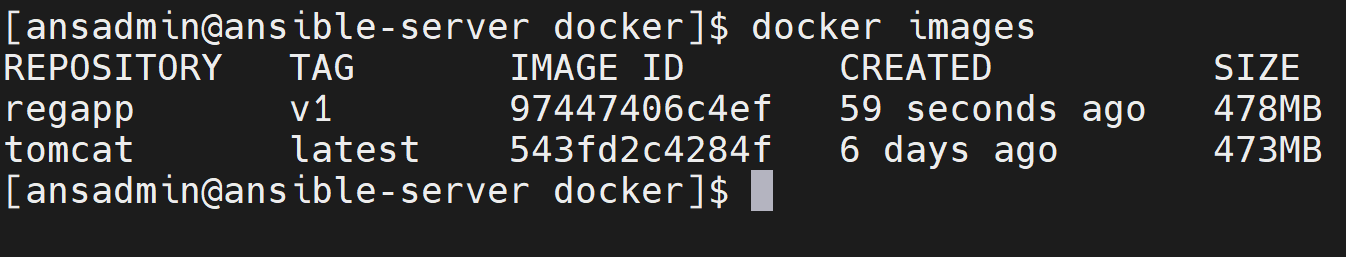 [ansadmin@ansible-server docker]$ docker images
REPOSITORY   TAG       IMAGE ID       CREATED          SIZE
regapp       v1        97447406c4ef   59 seconds ago   478MB
tomcat       latest    543fd2c4284f   6 days ago       473MB
[ansadmin@ansible-server docker]$